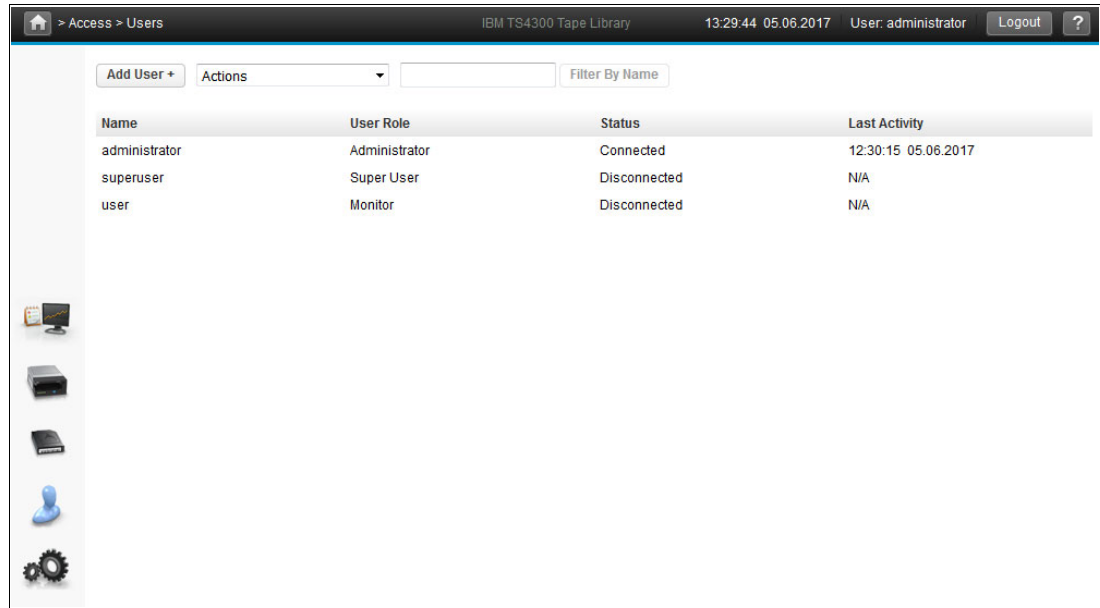 > Access > Users IBM TS4300 Tape Library 13:29:44 05.06.2017 User: administrator Logout ?
Add User + Actions Filter By Name
Name User Role Status Last Activity
administrator Administrator Connected 12:30:15 05.06.2017
superuser Super User Disconnected N/A
user Monitor Disconnected N/A